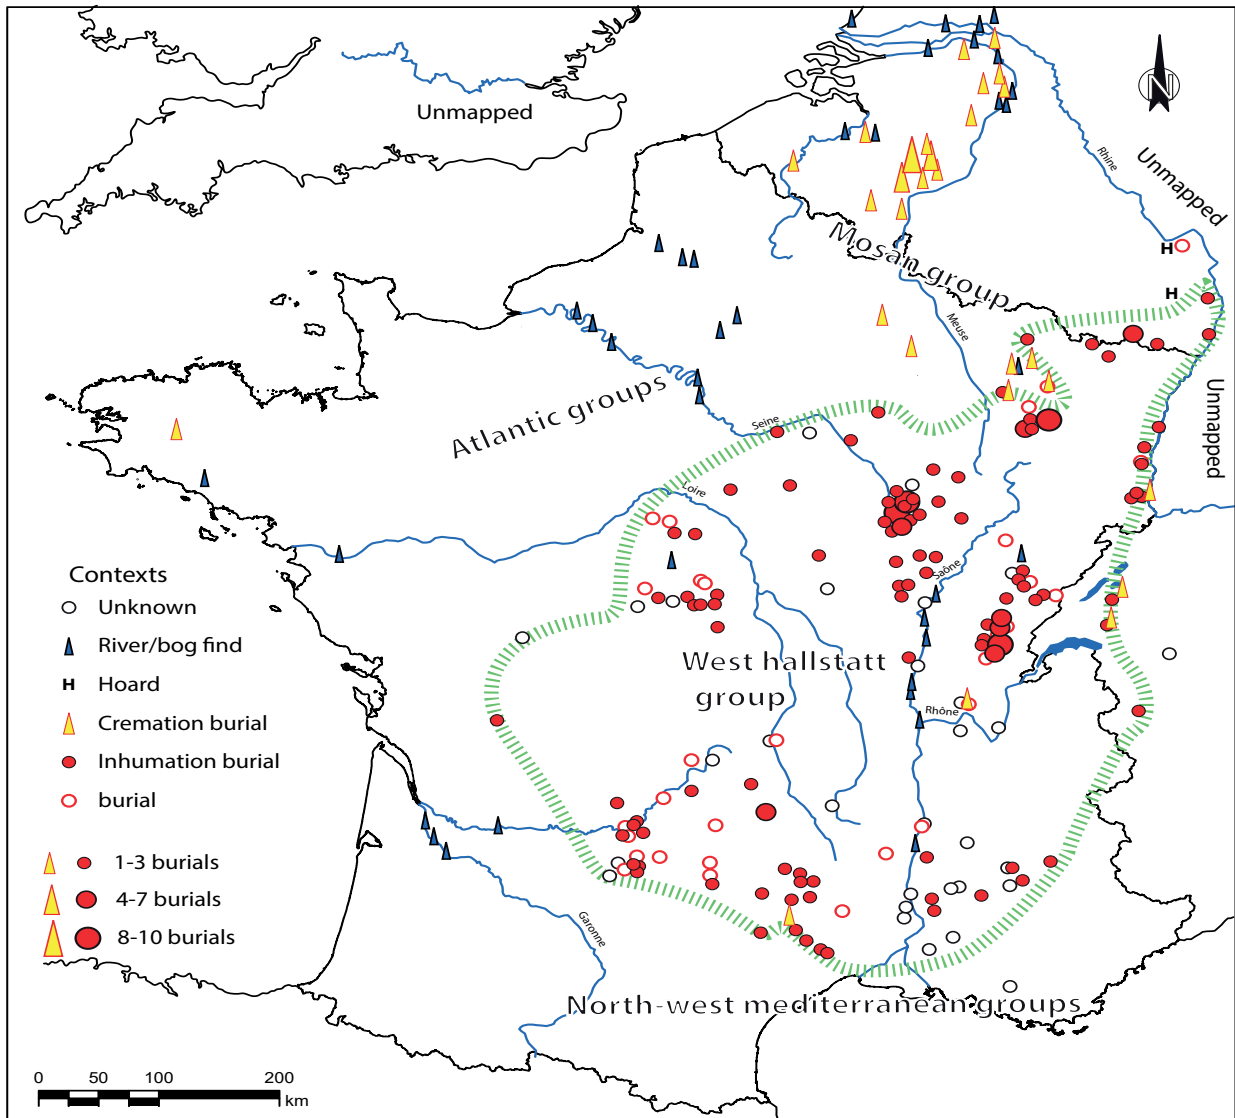 Unmapped
N
Rhine
Unmapped
H
H
Mosan group
Meuse
Unmapped
Atlantic groups
Seine
Loire
Saône
West hallstatt
group
Rhône
Garonne
North-west mediterranean groups
Contexts
Unknown
River/bog find
H Hoard
Cremation burial
Inhumation burial
burial
1-3 burials
4-7 burials
8-10 burials
0 50 100 200
km